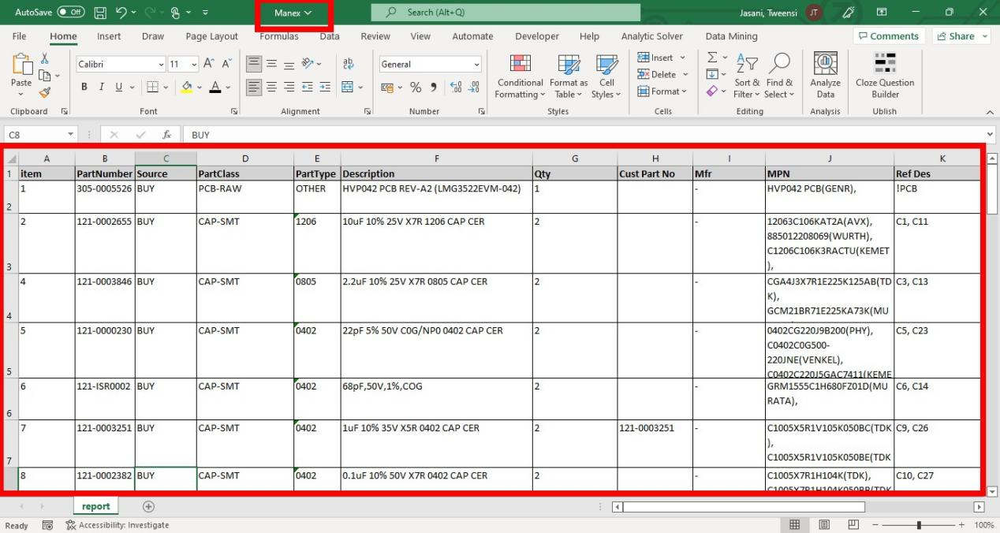 AutoSave Off Manex Search (Alt+Q) Jasani, Tweensi JT
File Home Insert Draw Page Layout Formulas Data Review View Automate Developer Help Analytic Solver Data Mining Comments Share
Calibri 11 A A ab General Insert Σ
Paste B I U A % 9 Conditional Format as Cell Delete Sort & Find & Analyze Cloze Question
Formatting Table Styles Format Filter Select Data Builder
Clipboard Font Alignment Number Styles Cells Editing Analysis Ublish
C8 fx BUY
A B C D E F G H I J K
1 item PartNumber Source PartClass PartType Description Qty Cust Part No Mfr MPN Ref Des
1 305-0005526 BUY PCB-RAW OTHER HVP042 PCB REV-A2 (LMG3522EVM-042) 1 - HVP042 PCB(GENR), !PCB
2
2 121-0002655 BUY CAP-SMT 1206 10uF 10% 25V X7R 1206 CAP CER 2 - 12063C106KAT2A(AVX), C1, C11
885012208069(WURTH),
C1206C106K3RACTU(KEMET
3 ),
4 121-0003846 BUY CAP-SMT 0805 2.2uF 10% 25V X7R 0805 CAP CER 2 - CGA4J3X7R1E225K125AB(TD C3, C13
K),
4 GCM21BR71E225KA73K(MU
5 121-0000230 BUY CAP-SMT 0402 22pF 5% 50V C0G/NP0 0402 CAP CER 2 - 0402CG220J9B200(PHY), C5, C23
C0402C0G500-
220JNE(VENKEL),
5 C0402C220J5GAC7411(KEME
6 121-ISR0002 BUY CAP-SMT 0402 68pF,50V,1%,COG 2 - GRM1555C1H680FZ01D(MU C6, C14
RATA),
6
7 121-0003251 BUY CAP-SMT 0402 1uF 10% 35V X5R 0402 CAP CER 2 121-0003251 - C1005X5R1V105K050BC(TDK C9, C26
),
7 C1005X5R1V105K050BE(TDK
8 121-0002382 BUY CAP-SMT 0402 0.1uF 10% 50V X7R 0402 CAP CER 2 - C1005X7R1H104K(TDK), C10, C27
C1005X7R1H104K050BB(TDK
report
Ready Accessibility: Investigate 100%